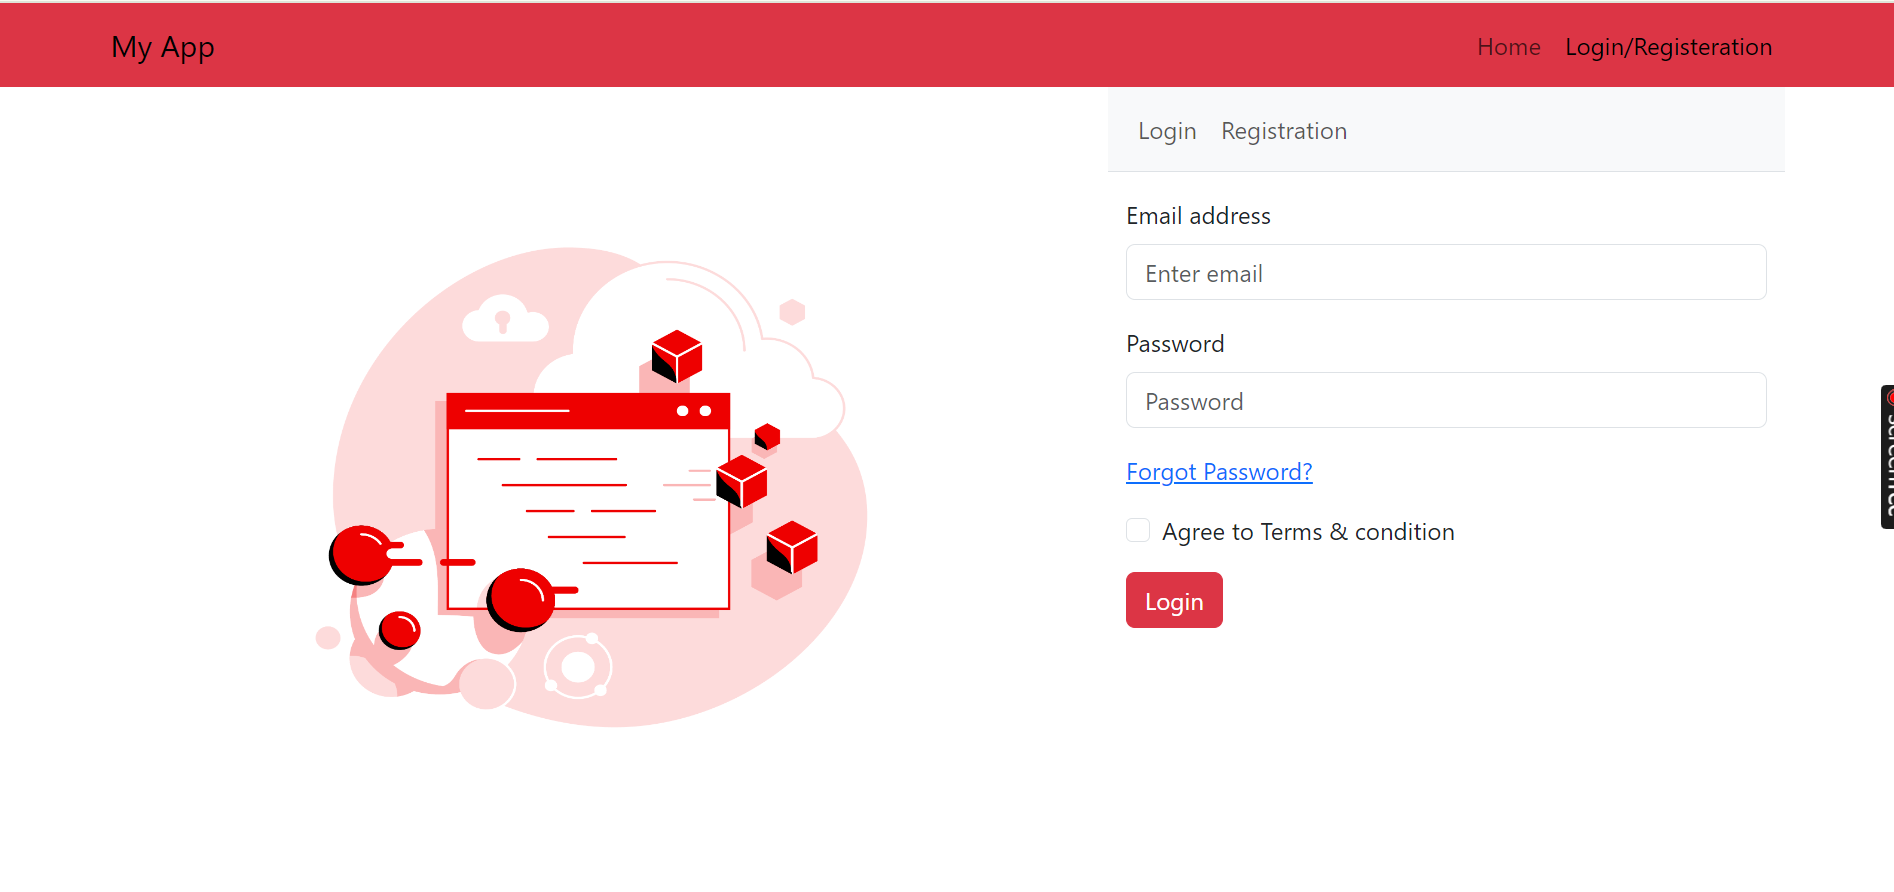 My App
Home Login/Registeration
Login Registration
Email address
Enter email
Password
Password
Forgot Password?
Agree to Terms & condition
Login